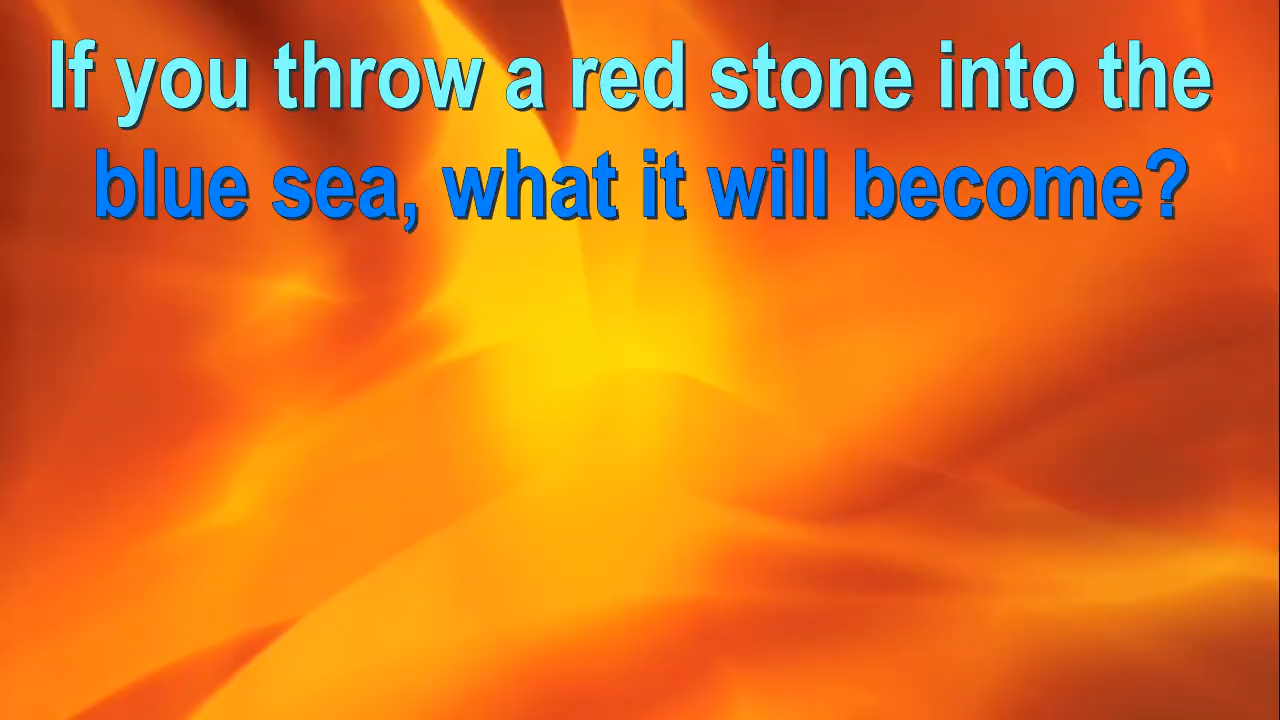 If you throw a red stone into the
blue sea, what it will become?